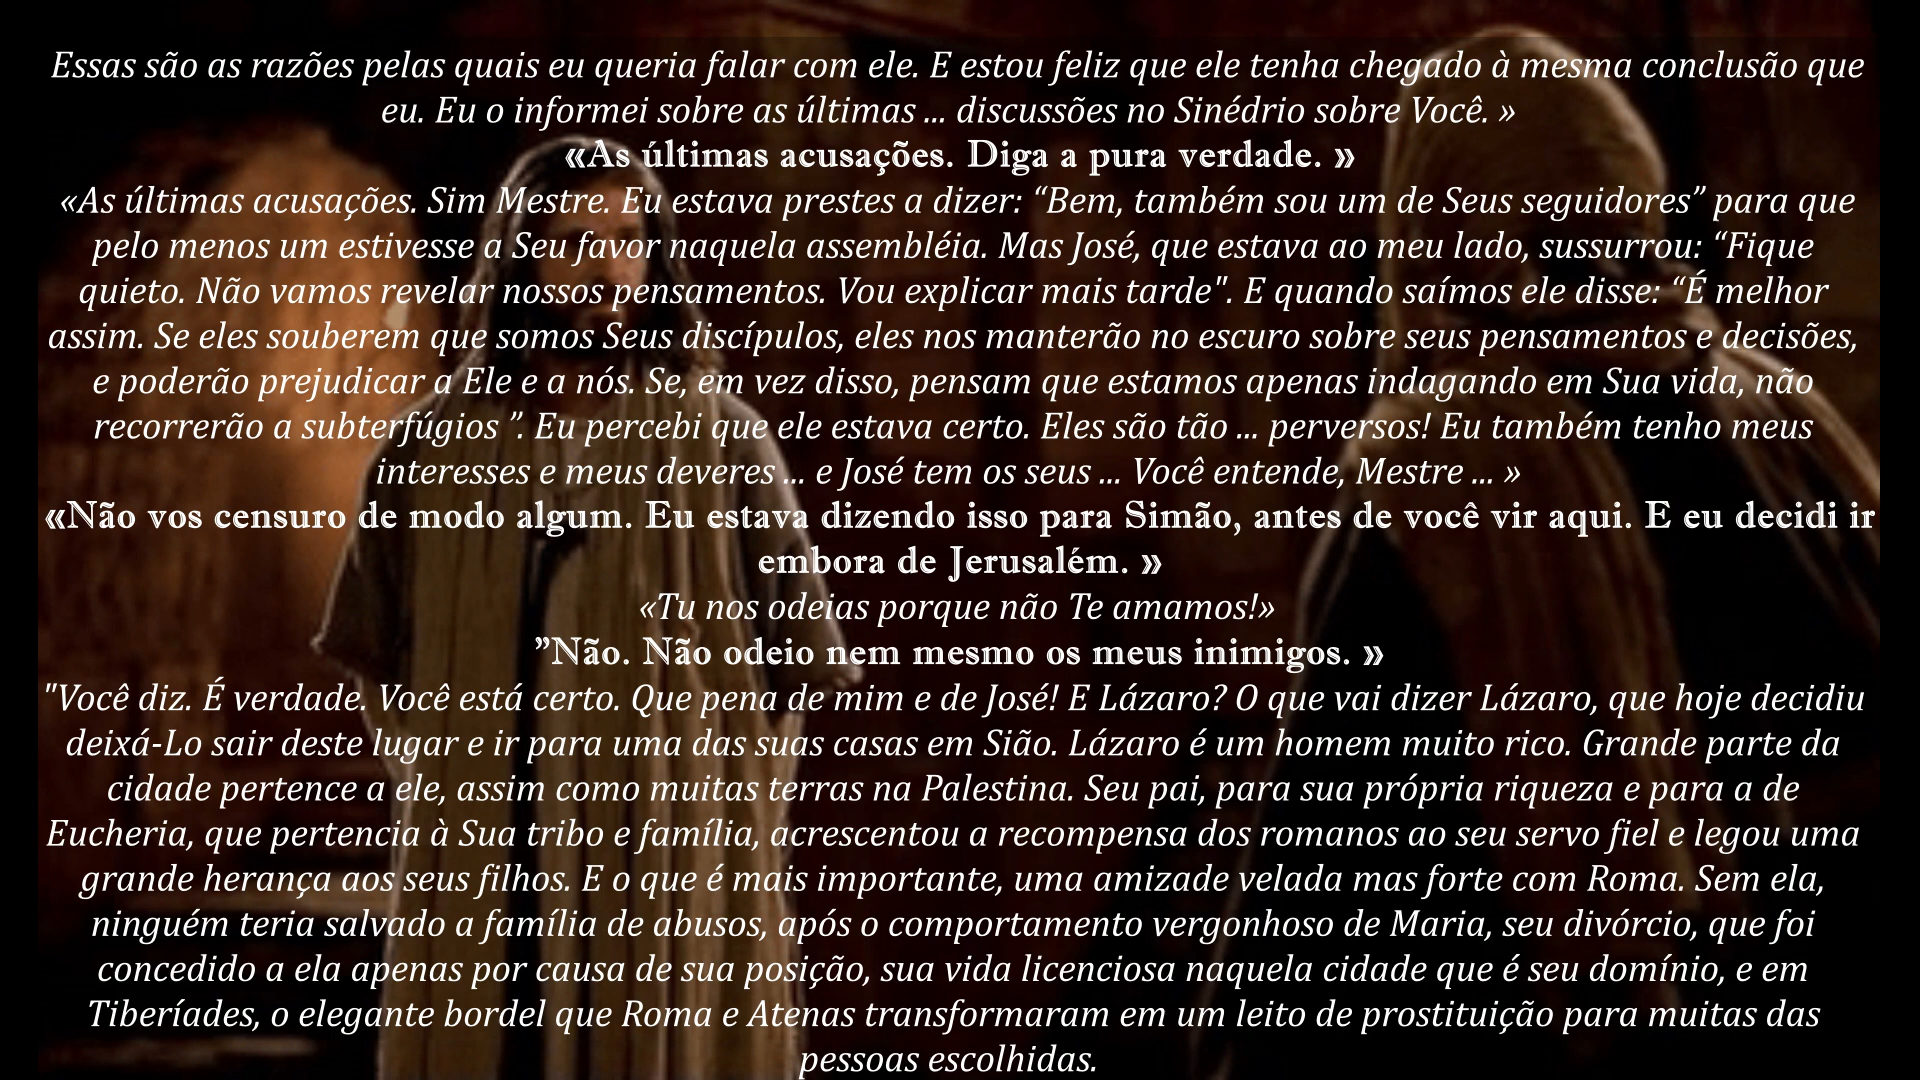 Essas são as razões pelas quais eu queria falar com ele. E estou feliz que ele tenha chegado à mesma conclusão que
eu. Eu o informei sobre as últimas ... discussões no Sinédrio sobre Você. »
«As últimas acusações. Diga a pura verdade. »
«As últimas acusações. Sim Mestre. Eu estava prestes a dizer: “Bem, também sou um de Seus seguidores” para que
pelo menos um estivesse a Seu favor naquela assembléia. Mas José, que estava ao meu lado, sussurrou: “Fique
quieto. Não vamos revelar nossos pensamentos. Vou explicar mais tarde". E quando saímos ele disse: “É melhor
assim. Se eles souberem que somos Seus discípulos, eles nos manterão no escuro sobre seus pensamentos e decisões,
e poderão prejudicar a Ele e a nós. Se, em vez disso, pensam que estamos apenas indagando em Sua vida, não
recorrerão a subterfúgios ”. Eu percebi que ele estava certo. Eles são tão ... perversos! Eu também tenho meus
interesses e meus deveres ... e José tem os seus ... Você entende, Mestre ... »
«Não vos censuro de modo algum. Eu estava dizendo isso para Simão, antes de você vir aqui. E eu decidi ir
embora de Jerusalém. »
«Tu nos odeias porque não Te amamos!»
”Não. Não odeio nem mesmo os meus inimigos. »
"Você diz. É verdade. Você está certo. Que pena de mim e de José! E Lázaro? O que vai dizer Lázaro, que hoje decidiu
deixá-Lo sair deste lugar e ir para uma das suas casas em Sião. Lázaro é um homem muito rico. Grande parte da
cidade pertence a ele, assim como muitas terras na Palestina. Seu pai, para sua própria riqueza e para a de
Eucheria, que pertencia à Sua tribo e família, acrescentou a recompensa dos romanos ao seu servo fiel e legou uma
grande herança aos seus filhos. E o que é mais importante, uma amizade velada mas forte com Roma. Sem ela,
ninguém teria salvado a família de abusos, após o comportamento vergonhoso de Maria, seu divórcio, que foi
concedido a ela apenas por causa de sua posição, sua vida licenciosa naquela cidade que é seu domínio, e em
Tiberíades, o elegante bordel que Roma e Atenas transformaram em um leito de prostituição para muitas das
pessoas escolhidas.